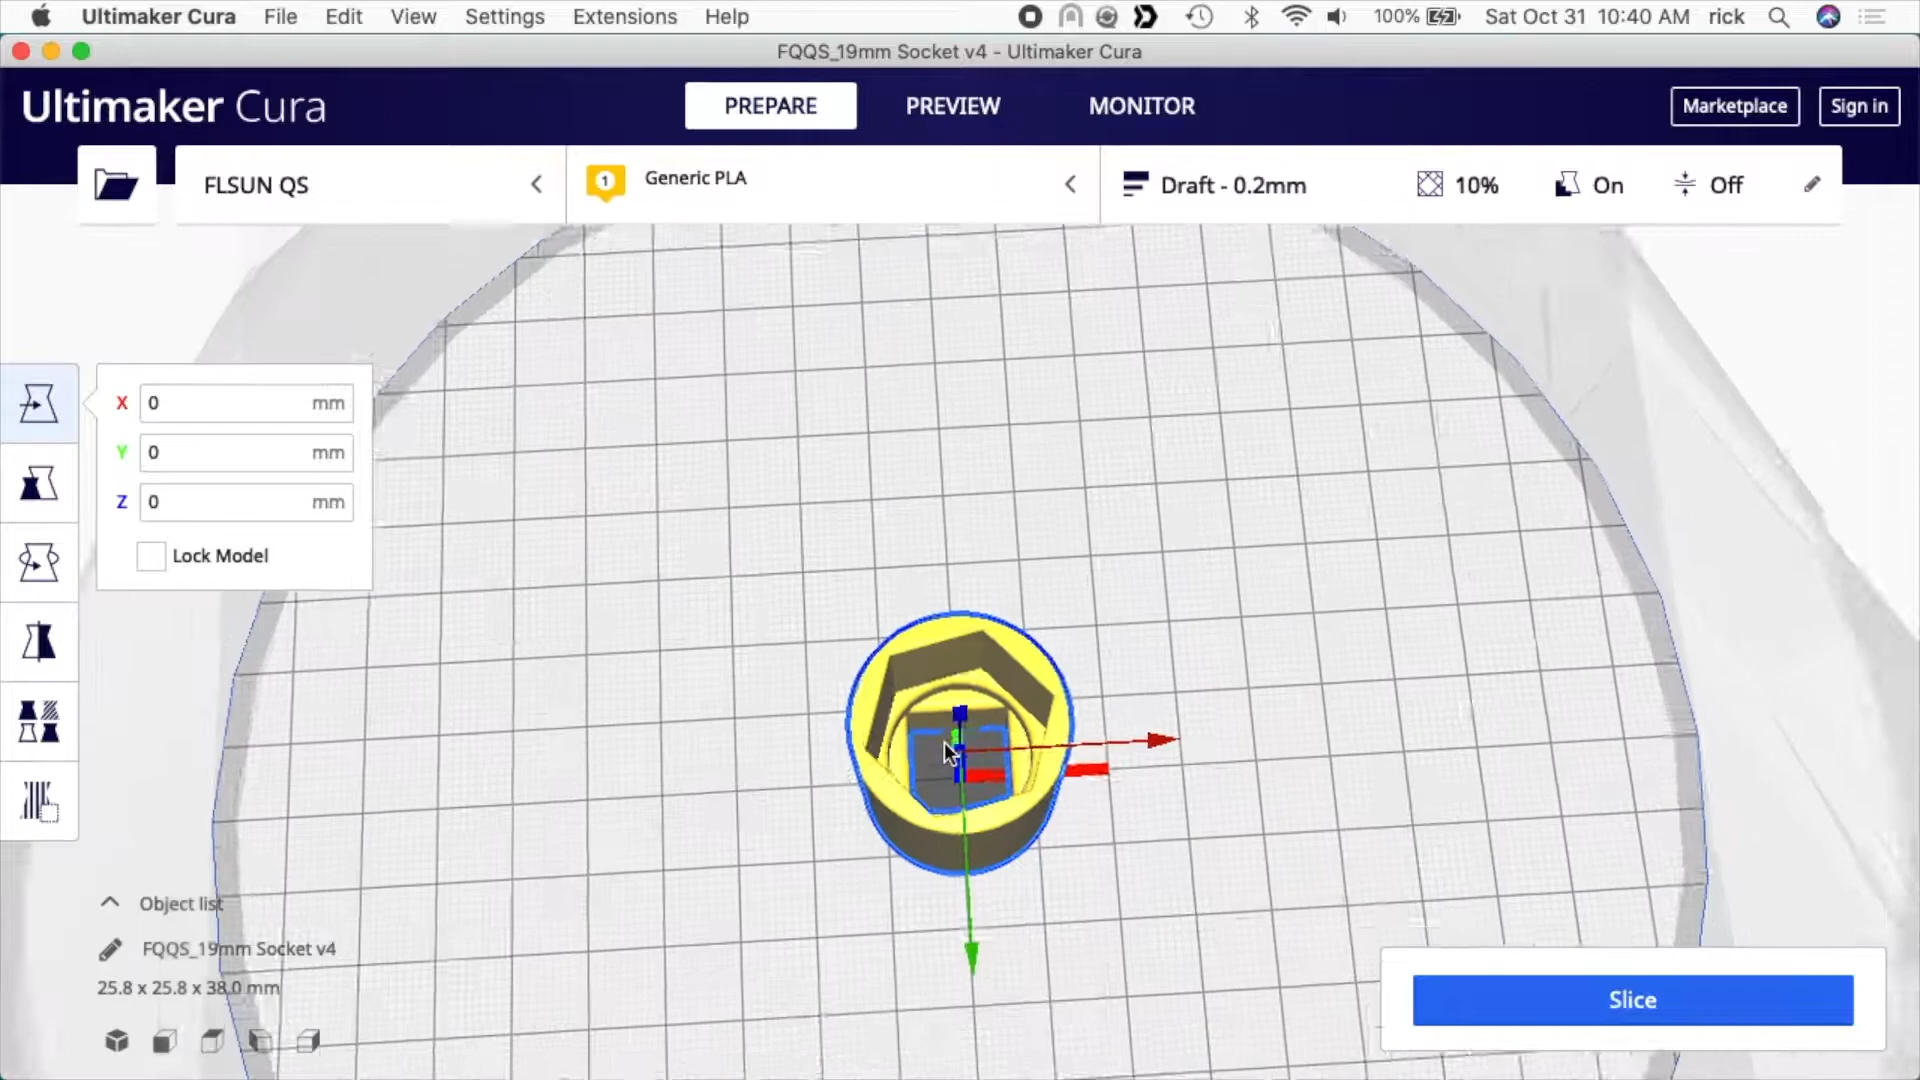 Ultimaker Cura File Edit View Settings Extensions Help 100% Sat Oct 31 10:40 AM rick
FQQS_19mm Socket v4 - Ultimaker Cura
Ultimaker Cura PREPARE PREVIEW MONITOR Marketplace Sign in
FLSUN QS 1 Generic PLA Draft - 0.2mm 10% On Off
X 0 mm
Y 0 mm
Z 0 mm
Lock Model
Object list
FQQS_19mm Socket v4
25.8 x 25.8 x 38.0 mm
Slice